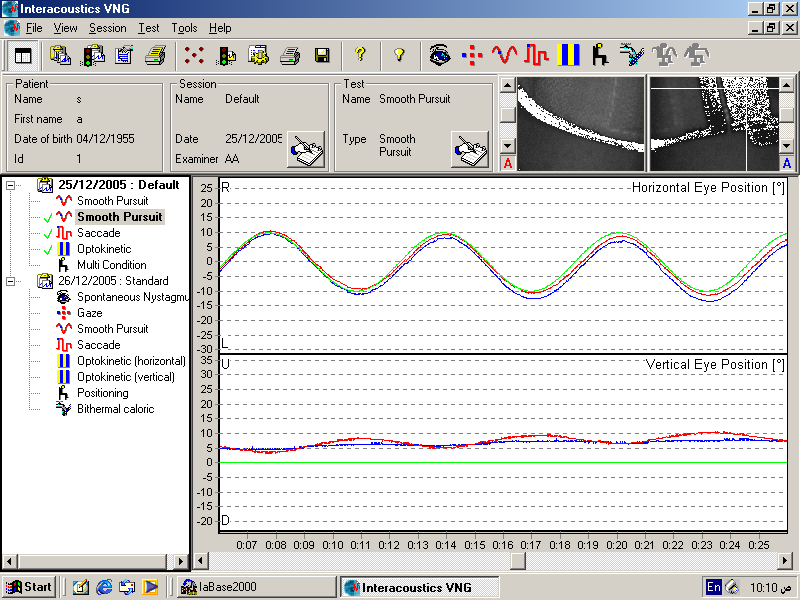 Interacoustics VNG
File View Session Test Tools Help
Patient
Name s
First name a
Date of birth 04/12/1955
Id 1
Session
Name Default
Date 25/12/2005
Examiner AA
Test
Name Smooth Pursuit
Type Smooth
Pursuit
A
A
25/12/2005 : Default
Smooth Pursuit
Smooth Pursuit
Saccade
Optokinetic
Multi Condition
26/12/2005 : Standard
Spontaneous Nystagmu
Gaze
Smooth Pursuit
Saccade
Optokinetic (horizontal)
Optokinetic (vertical)
Positioning
Bithermal caloric
R Horizontal Eye Position [°]
25
20
15
10
5
0
-5
-10
-15
-20
-25
-30
L
U Vertical Eye Position [°]
35
30
25
20
15
10
5
0
-5
-10
-15
-20
D
0:07 0:08 0:09 0:10 0:11 0:12 0:13 0:14 0:15 0:16 0:17 0:18 0:19 0:20 0:21 0:22 0:23 0:24 0:25
Start laBase2000 Interacoustics VNG En 10:10 ص